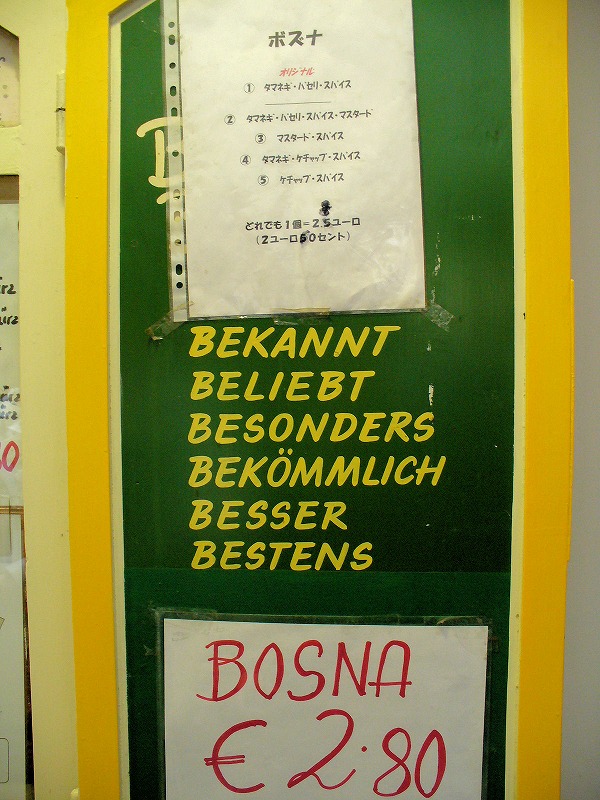 ボズナ
オリジナル
① タマネギ・パセリ・スパイス
② タマネギ・パセリ・スパイス・マスタード
③ マスタード・スパイス
④ タマネギ・ケチャップ・スパイス
⑤ ケチャップ・スパイス
どれでも1個=2.5ユーロ
(2ユーロ50セント)
BEKANNT
BELIEBT
BESONDERS
BEKÖMMLICH
BESSER
BESTENS
BOSNA
€ 2.80